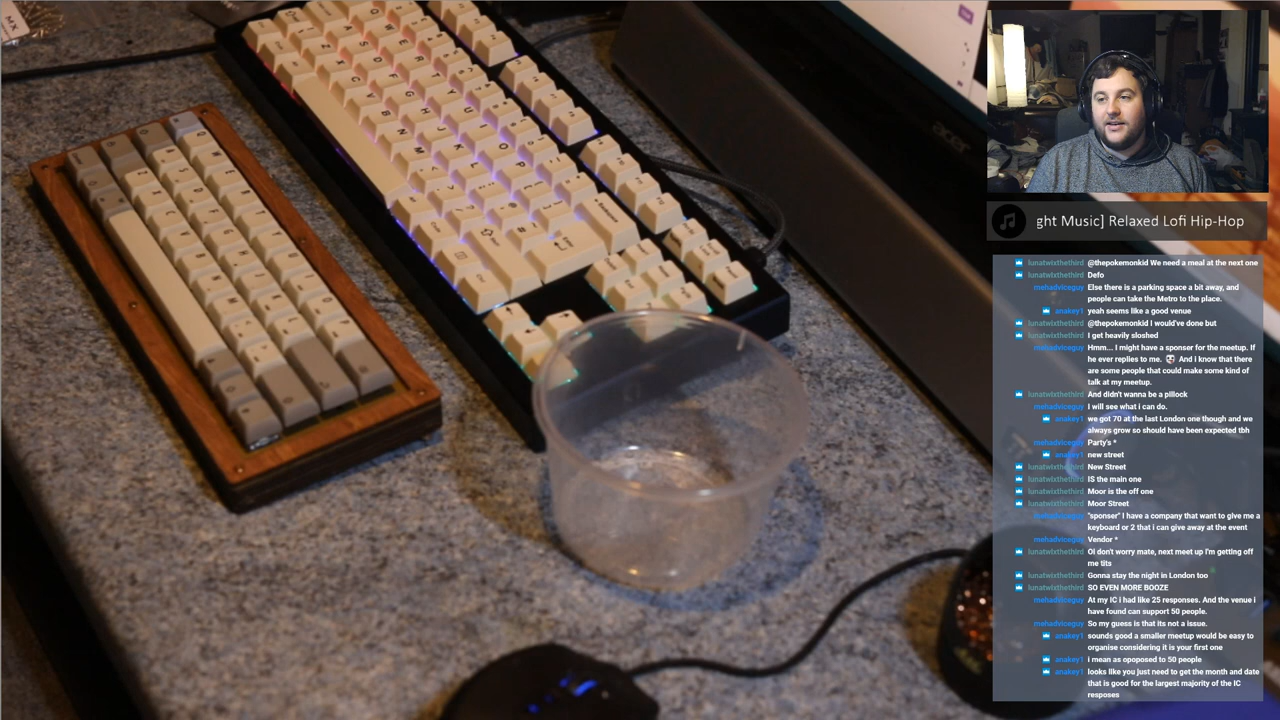 MX
acer
ght Music] Relaxed Lofi Hip-Hop
lunatwixthethird @thepokemonkid We need a meal at the next one
lunatwixthethird Defo
mehadviceguy Else there is a parking space a bit away, and
people can take the Metro to the place.
anakey1 yeah seems like a good venue
lunatwixthethird @thepokemonkid I would've done but
lunatwixthethird I get heavily sloshed
mehadviceguy Hmm... I might have a sponser for the meetup. If
he ever replies to me. And I know that there
are some people that could make some kind of
talk at my meetup.
lunatwixthethird And didn't wanna be a pillock
mehadviceguy I will see what i can do.
anakey1 we got 70 at the last London one though and we
always grow so should have been expected tbh
mehadviceguy Party's *
anakey1 new street
lunatwixthethird New Street
lunatwixthethird IS the main one
lunatwixthethird Moor is the off one
lunatwixthethird Moor Street
mehadviceguy "sponser" I have a company that want to give me a
keyboard or 2 that i can give away at the event
mehadviceguy Vendor *
lunatwixthethird Oi don't worry mate, next meet up I'm getting off
me tits
lunatwixthethird Gonna stay the night in London too
lunatwixthethird SO EVEN MORE BOOZE
mehadviceguy At my IC i had like 25 responses. And the venue i
have found can support 50 people.
mehadviceguy So my guess is that its not a issue.
anakey1 sounds good a smaller meetup would be easy to
organise considering it is your first one
anakey1 i mean as opoposed to 50 people
anakey1 looks like you just need to get the month and date
that is good for the largest majority of the IC
resposes